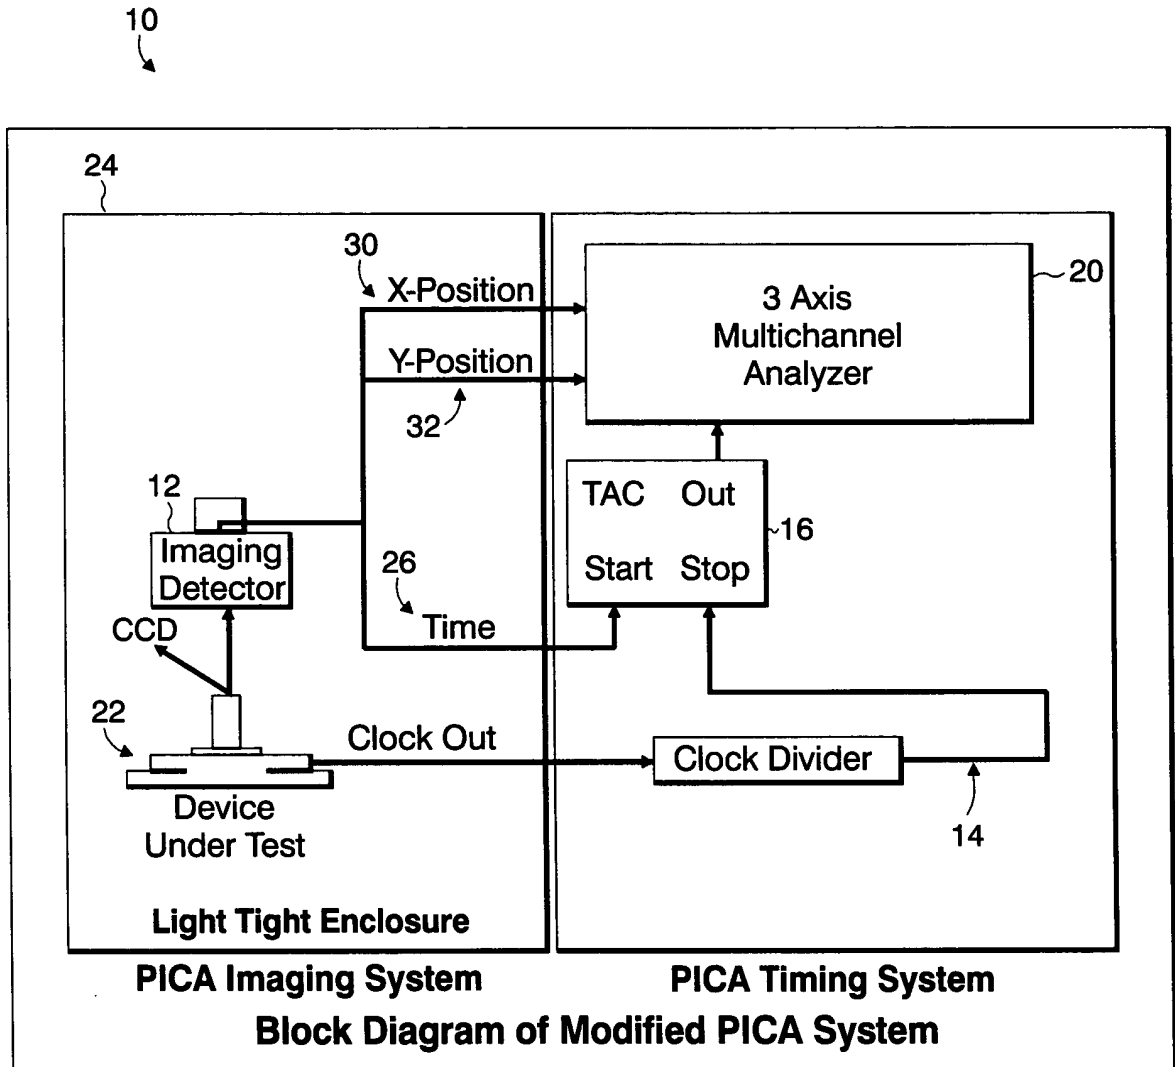 10
24
30
X-Position
Y-Position
32
3 Axis
Multichannel
Analyzer
20
12
Imaging
Detector
TAC Out
Start Stop
16
26
Time
CCD
22
Clock Out
Clock Divider
14
Device
Under Test
Light Tight Enclosure
PICA Imaging System
PICA Timing System
Block Diagram of Modified PICA System